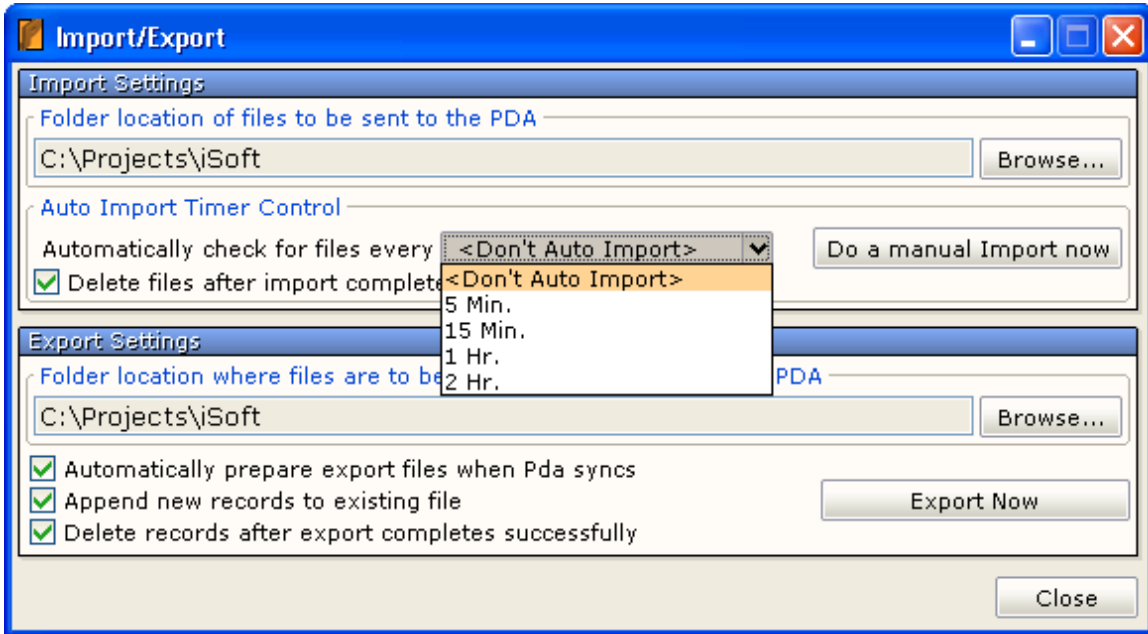 Import/Export
Import Settings
Folder location of files to be sent to the PDA
C:\Projects\iSoft
Browse...
Auto Import Timer Control
Automatically check for files every <Don't Auto Import>
Do a manual Import now
Delete files after import complete
<Don't Auto Import>
5 Min.
15 Min.
1 Hr.
2 Hr.
Export Settings
Folder location where files are to be PDA
C:\Projects\iSoft
Browse...
Automatically prepare export files when Pda syncs
Append new records to existing file
Export Now
Delete records after export completes successfully
Close